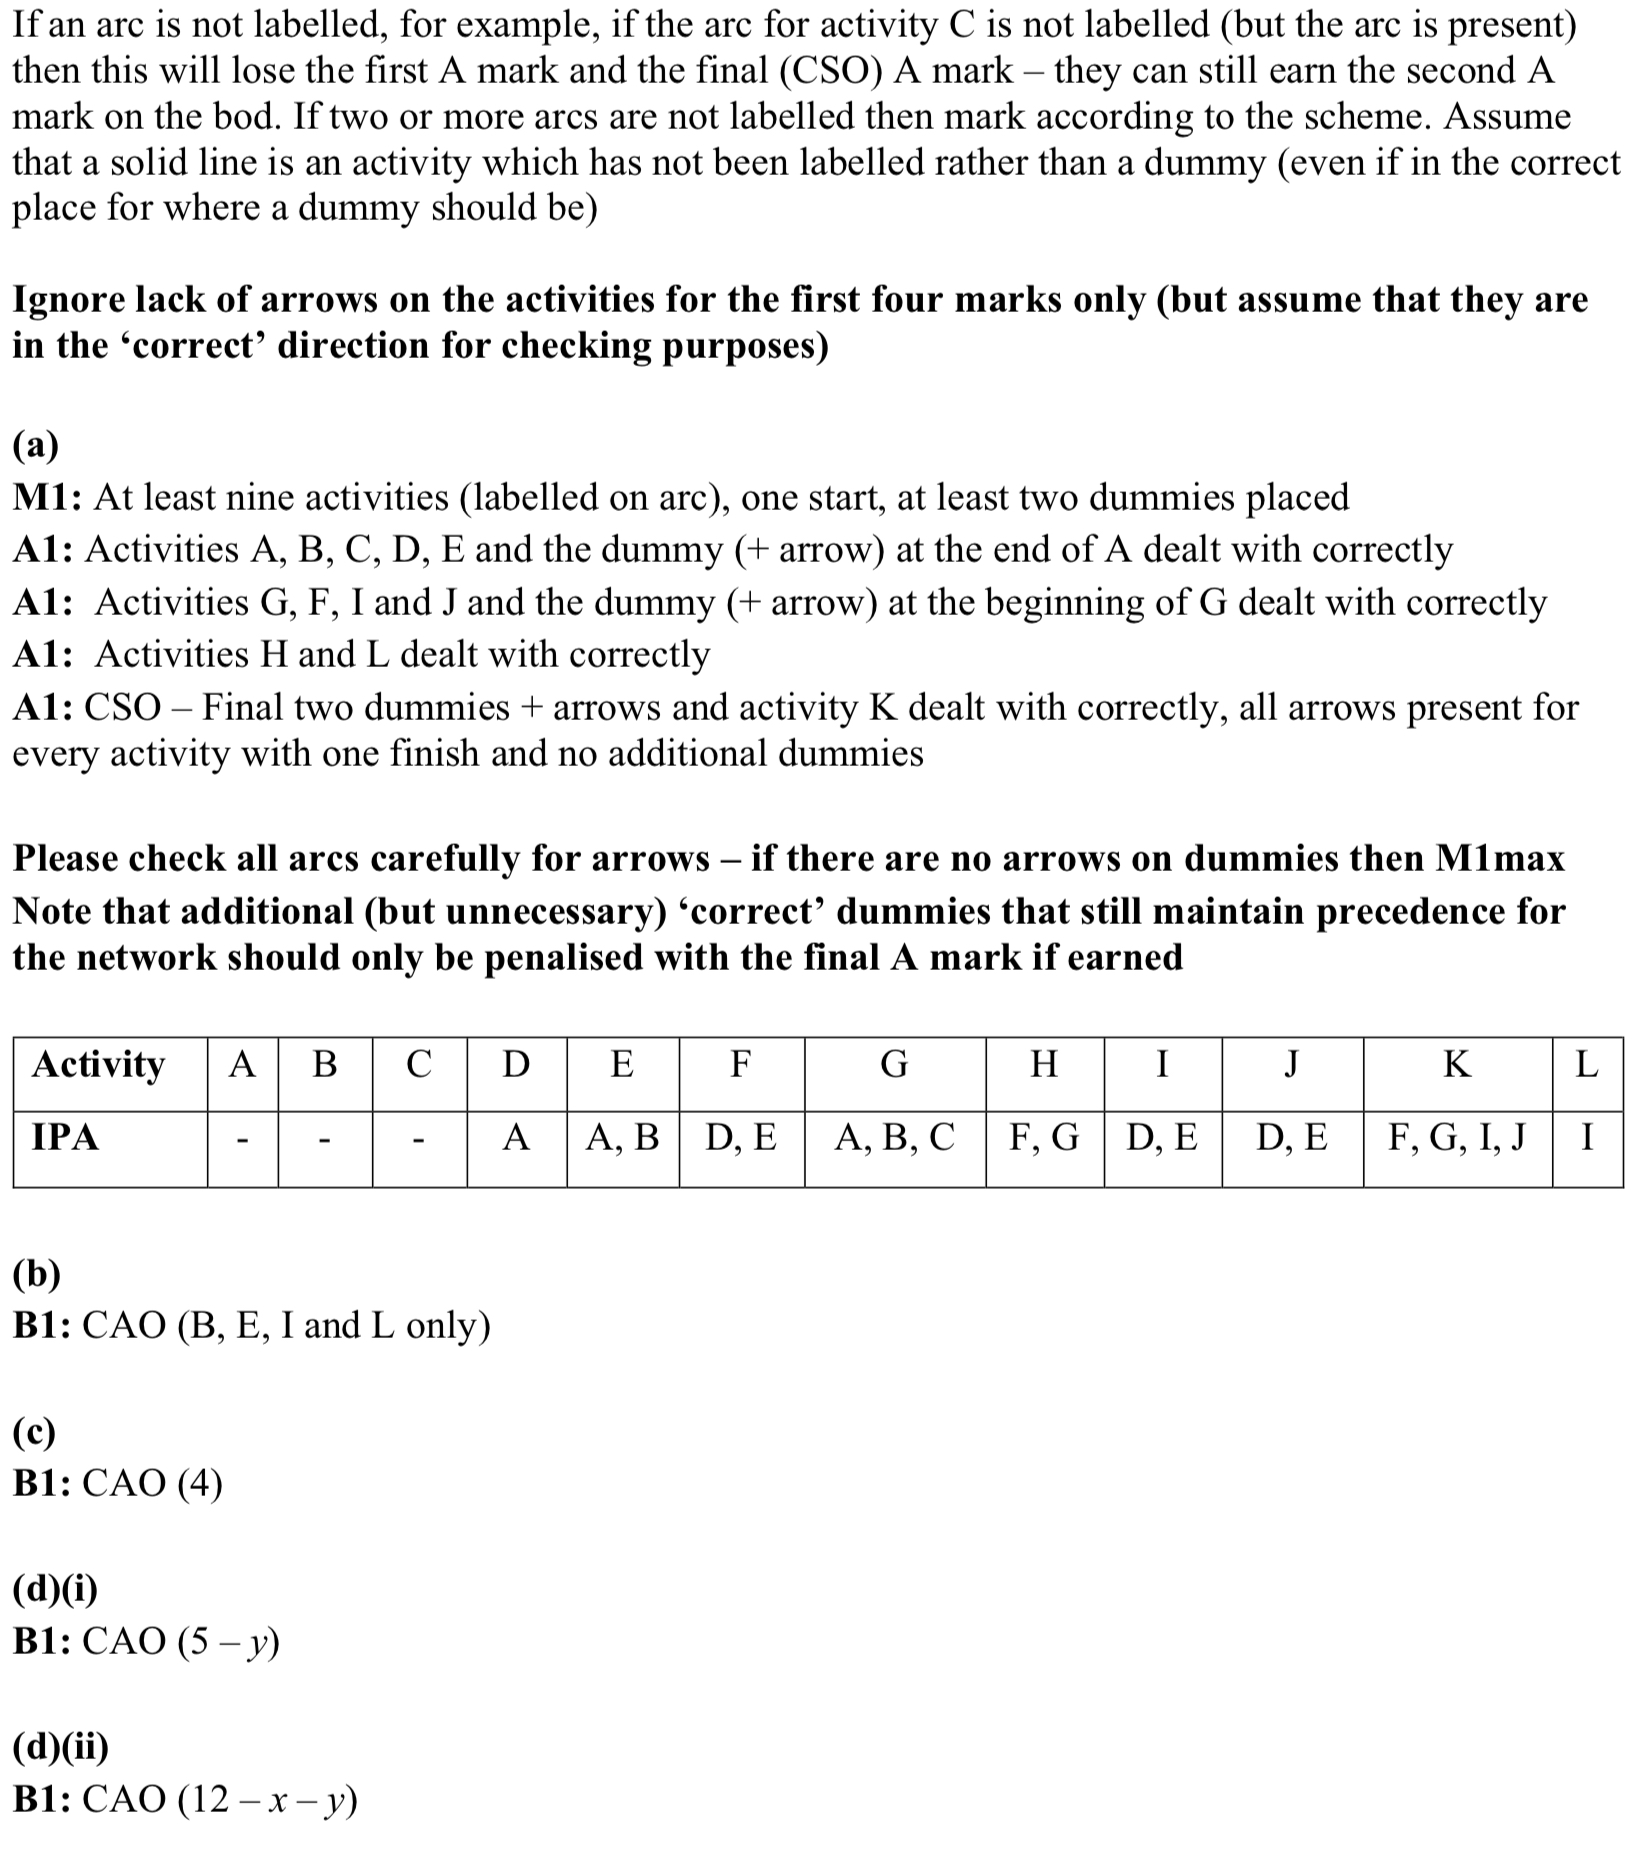 If an arc is not labelled, for example, if the arc for activity C is not labelled (but the arc is present)
then this will lose the first A mark and the final (CSO) A mark – they can still earn the second A
mark on the bod. If two or more arcs are not labelled then mark according to the scheme. Assume
that a solid line is an activity which has not been labelled rather than a dummy (even if in the correct
place for where a dummy should be)
Ignore lack of arrows on the activities for the first four marks only (but assume that they are
in the ‘correct’ direction for checking purposes)
(a)
M1: At least nine activities (labelled on arc), one start, at least two dummies placed
A1: Activities A, B, C, D, E and the dummy (+ arrow) at the end of A dealt with correctly
A1: Activities G, F, I and J and the dummy (+ arrow) at the beginning of G dealt with correctly
A1: Activities H and L dealt with correctly
A1: CSO – Final two dummies + arrows and activity K dealt with correctly, all arrows present for
every activity with one finish and no additional dummies
Please check all arcs carefully for arrows – if there are no arrows on dummies then M1max
Note that additional (but unnecessary) ‘correct’ dummies that still maintain precedence for
the network should only be penalised with the final A mark if earned
Activity A B C D E F G H I J K L
IPA - - - A A, B D, E A, B, C F, G D, E D, E F, G, I, J I
(b)
B1: CAO (B, E, I and L only)
(c)
B1: CAO (4)
(d)(i)
B1: CAO (5 – y)
(d)(ii)
B1: CAO (12 – x – y)